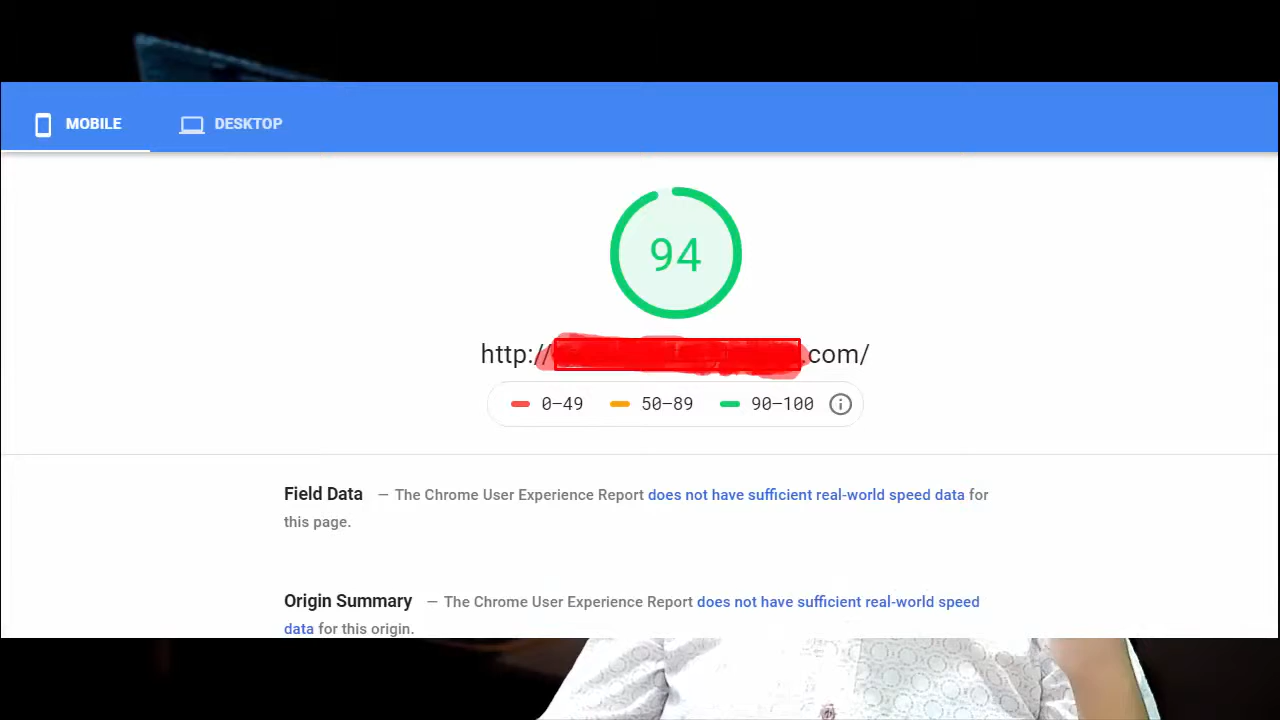 MOBILE
DESKTOP
94
http:// .com/
0–49
50–89
90–100
Field Data — The Chrome User Experience Report does not have sufficient real-world speed data for
this page.
Origin Summary — The Chrome User Experience Report does not have sufficient real-world speed
data for this origin.